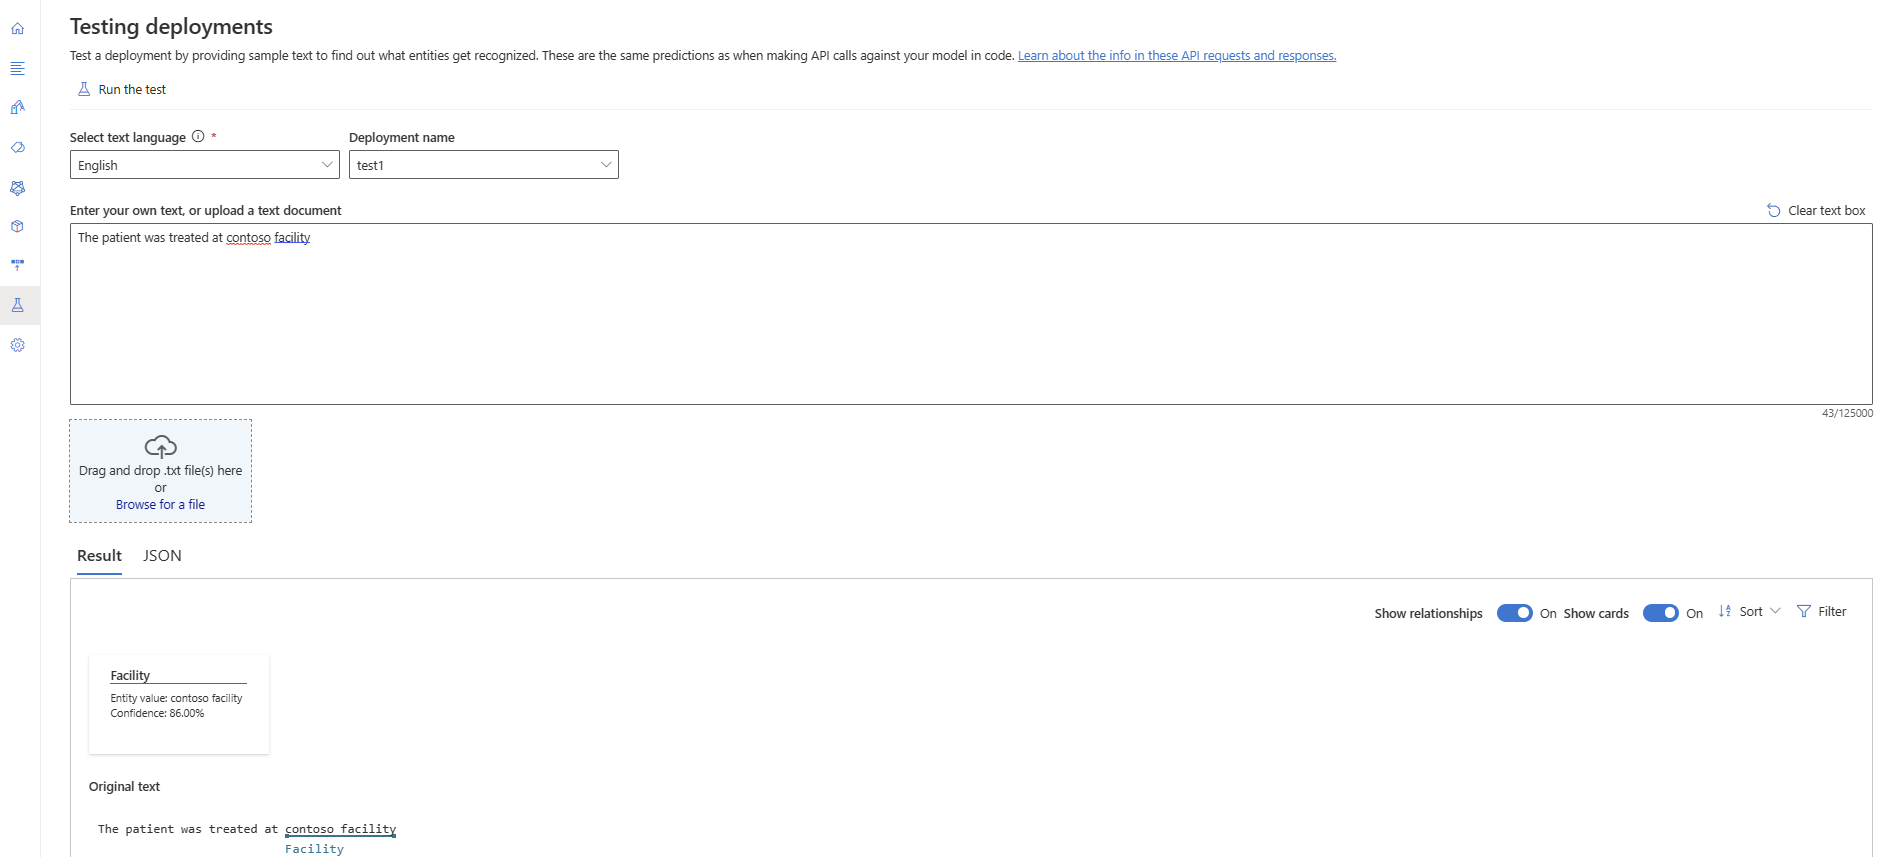 Testing deployments
Test a deployment by providing sample text to find out what entities get recognized. These are the same predictions as when making API calls against your model in code. Learn about the info in these API requests and responses.
Run the test
Select text language * Deployment name
English test1
Enter your own text, or upload a text document Clear text box
The patient was treated at contoso facility
43/125000
Drag and drop .txt file(s) here
or
Browse for a file
Result JSON
Show relationships On Show cards On Sort Filter
Facility
Entity value: contoso facility
Confidence: 86.00%
Original text
The patient was treated at contoso facility
Facility